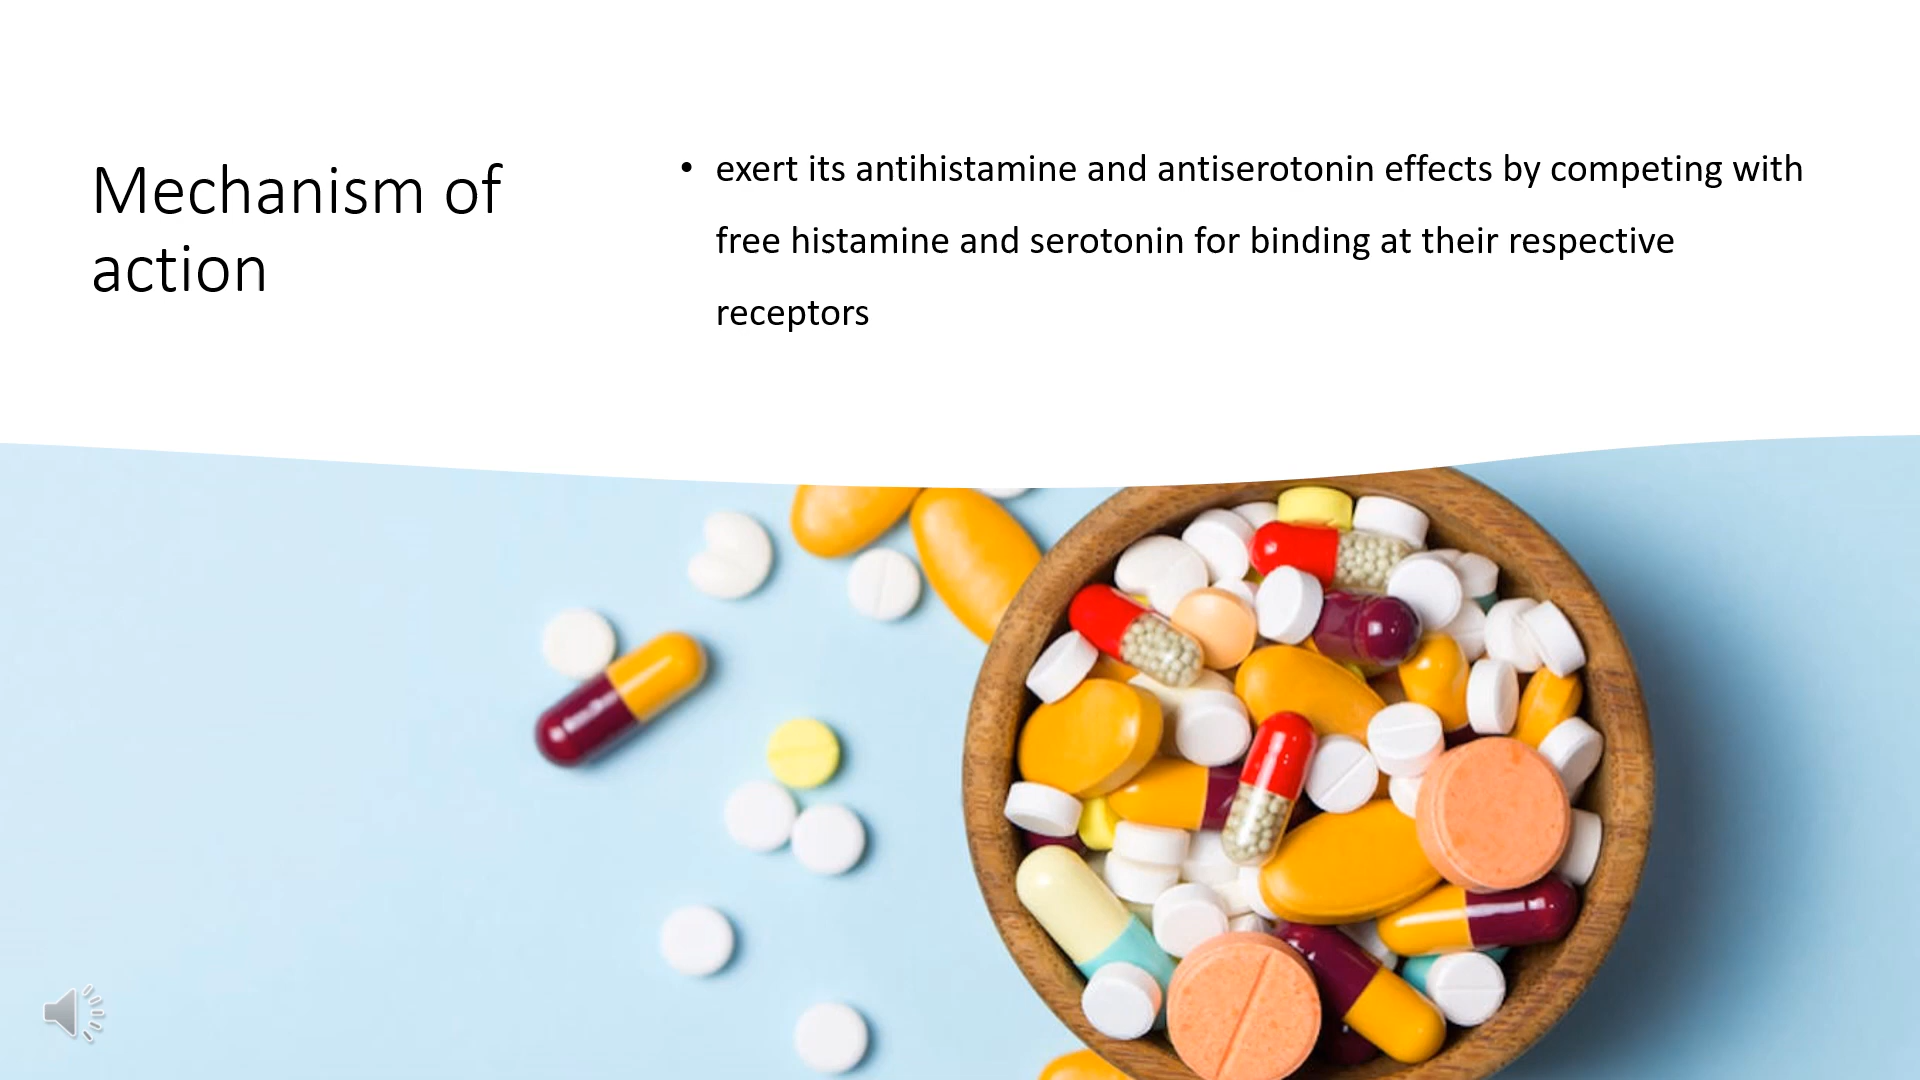 Mechanism of
action
• exert its antihistamine and antiserotonin effects by competing with
free histamine and serotonin for binding at their respective
receptors